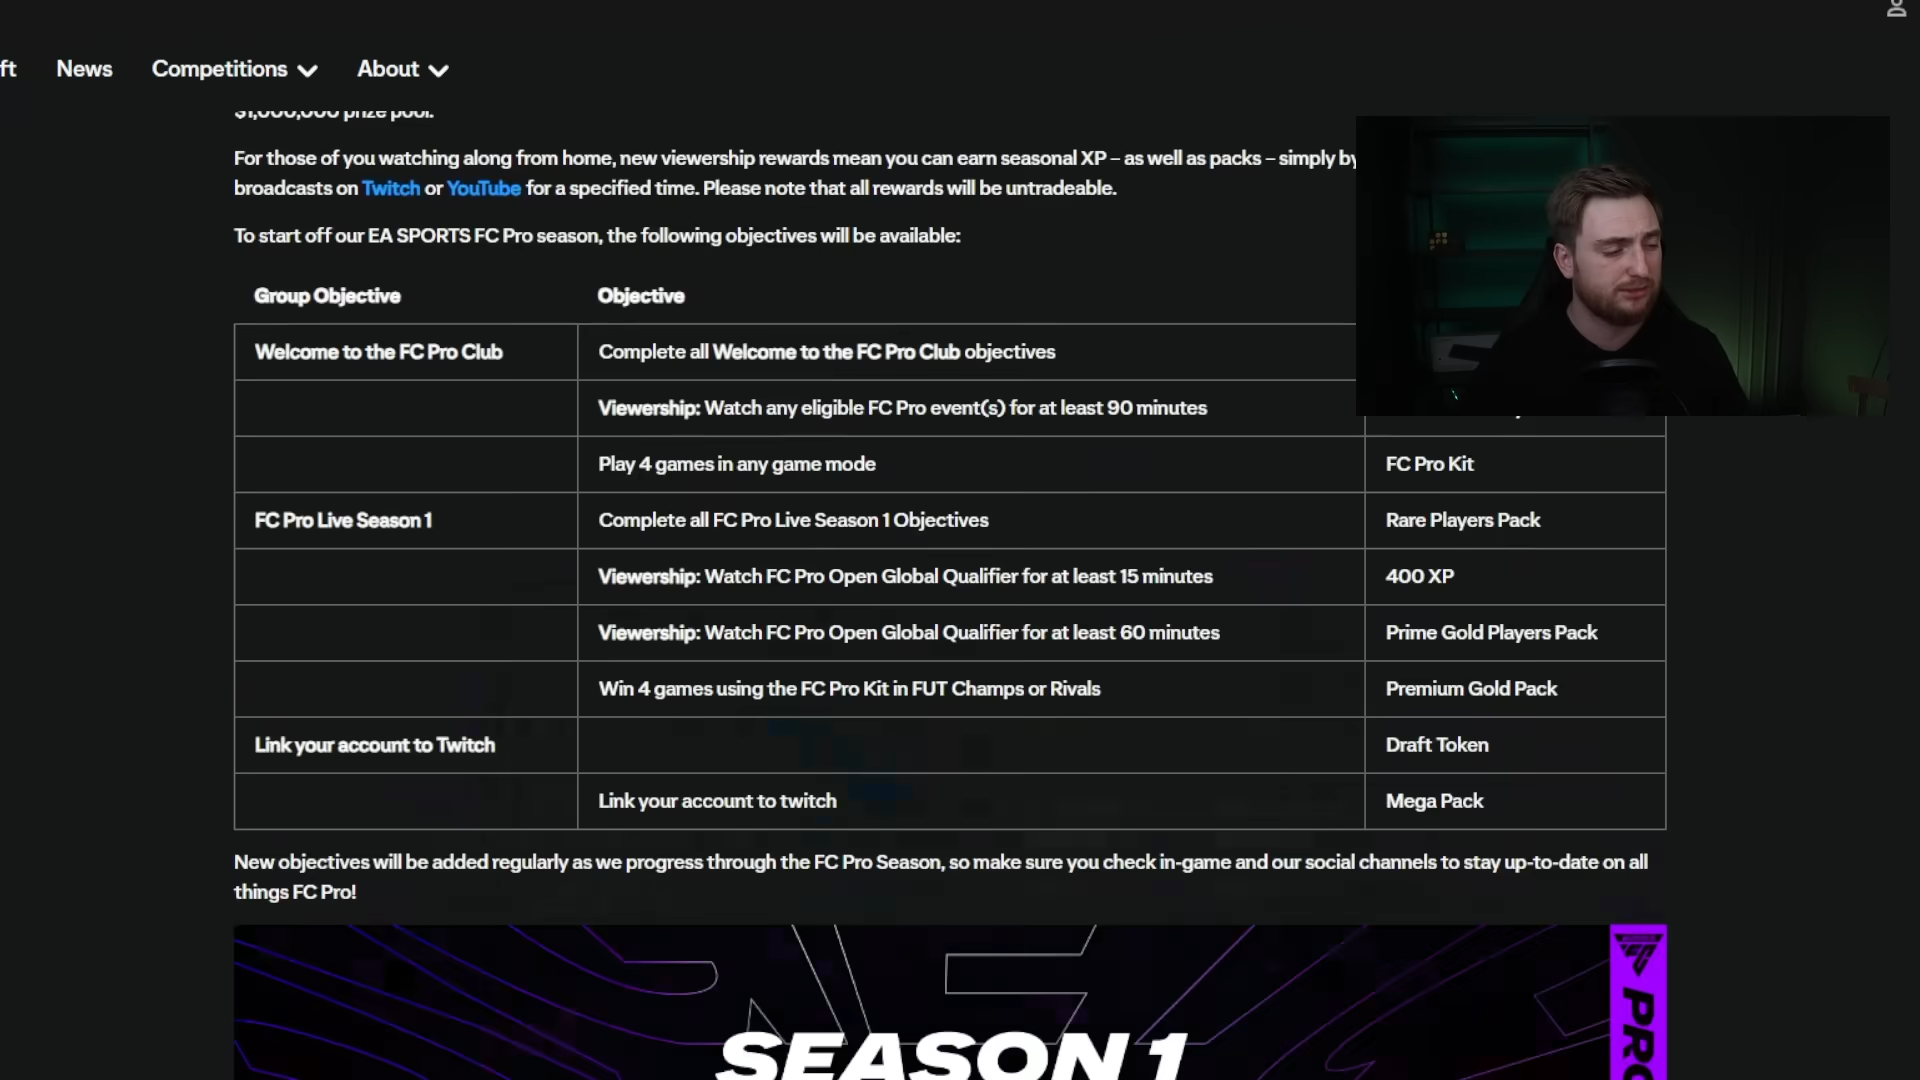 ft News Competitions About
$1,000,000 prize pool.
For those of you watching along from home, new viewership rewards mean you can earn seasonal XP – as well as packs – simply by
broadcasts on Twitch or YouTube for a specified time. Please note that all rewards will be untradeable.
To start off our EA SPORTS FC Pro season, the following objectives will be available:
Group Objective Objective
Welcome to the FC Pro Club Complete all Welcome to the FC Pro Club objectives
Viewership: Watch any eligible FC Pro event(s) for at least 90 minutes
Play 4 games in any game mode FC Pro Kit
FC Pro Live Season 1 Complete all FC Pro Live Season 1 Objectives Rare Players Pack
Viewership: Watch FC Pro Open Global Qualifier for at least 15 minutes 400 XP
Viewership: Watch FC Pro Open Global Qualifier for at least 60 minutes Prime Gold Players Pack
Win 4 games using the FC Pro Kit in FUT Champs or Rivals Premium Gold Pack
Link your account to Twitch Draft Token
Link your account to twitch Mega Pack
New objectives will be added regularly as we progress through the FC Pro Season, so make sure you check in-game and our social channels to stay up-to-date on all
things FC Pro!
SEASON 1
FC PRO